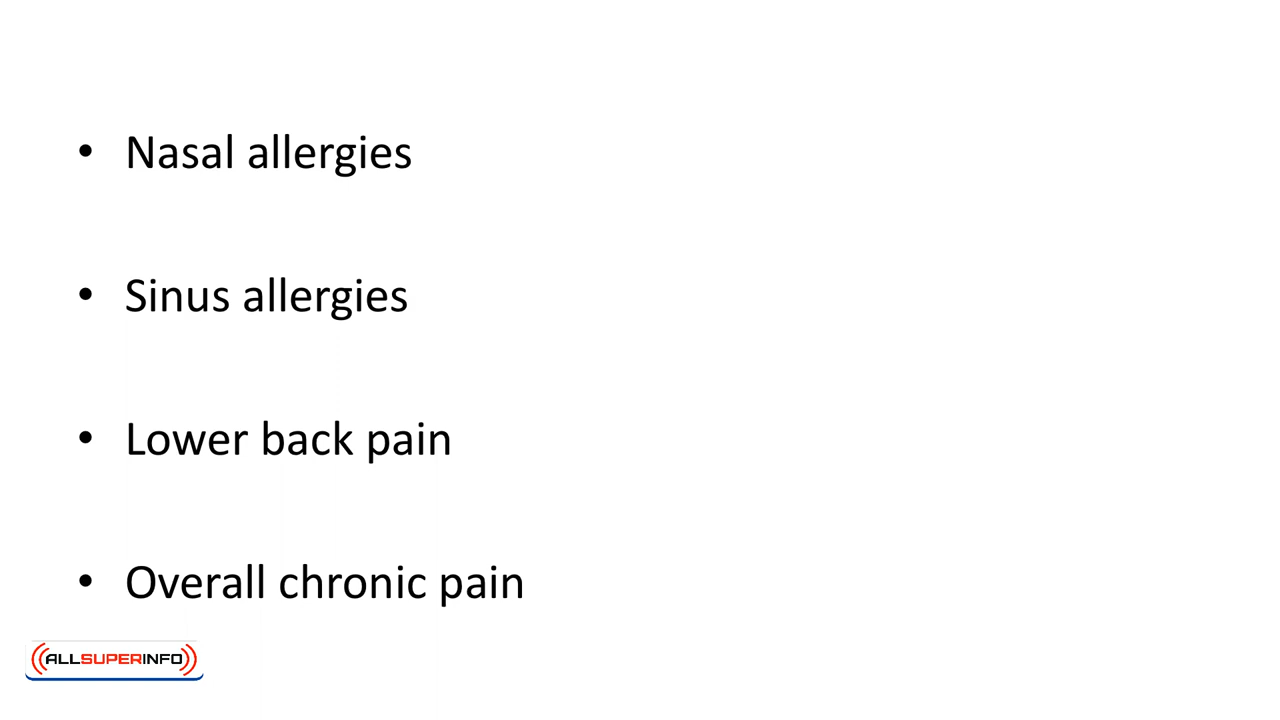 • Nasal allergies
• Sinus allergies
• Lower back pain
• Overall chronic pain
ALLSUPERINFO